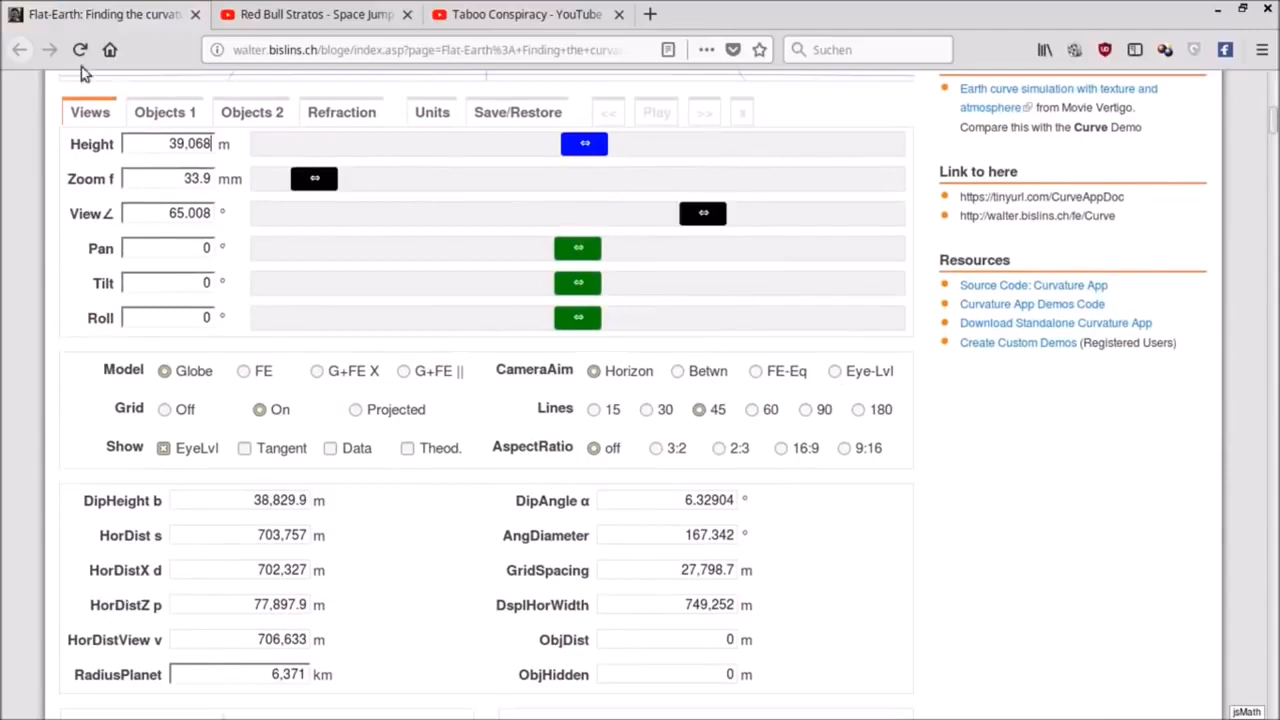 Flat-Earth: Finding the curvatu
Red Bull Stratos - Space Jump
Taboo Conspiracy - YouTube
walter.bislins.ch/bloge/index.asp?page=Flat-Earth%3A+Finding+the+curva
Suchen
Views
Objects 1
Objects 2
Refraction
Units
Save/Restore
<<
Play
>>
Height 39,068 m
Zoom f 33.9 mm
View∠ 65.008 °
Pan 0 °
Tilt 0 °
Roll 0 °
Model Globe FE G+FE X G+FE || CameraAim Horizon Betwn FE-Eq Eye-Lvl
Grid Off On Projected Lines 15 30 45 60 90 180
Show EyeLvl Tangent Data Theod. AspectRatio off 3:2 2:3 16:9 9:16
DipHeight b 38,829.9 m DipAngle α 6.32904 °
HorDist s 703,757 m AngDiameter 167.342 °
HorDistX d 702,327 m GridSpacing 27,798.7 m
HorDistZ p 77,897.9 m DsplHorWidth 749,252 m
HorDistView v 706,633 m ObjDist 0 m
RadiusPlanet 6,371 km ObjHidden 0 m
Earth curve simulation with texture and
atmosphere from Movie Vertigo.
Compare this with the Curve Demo
Link to here
https://tinyurl.com/CurveAppDoc
http://walter.bislins.ch/fe/Curve
Resources
Source Code: Curvature App
Curvature App Demos Code
Download Standalone Curvature App
Create Custom Demos (Registered Users)
jsMath